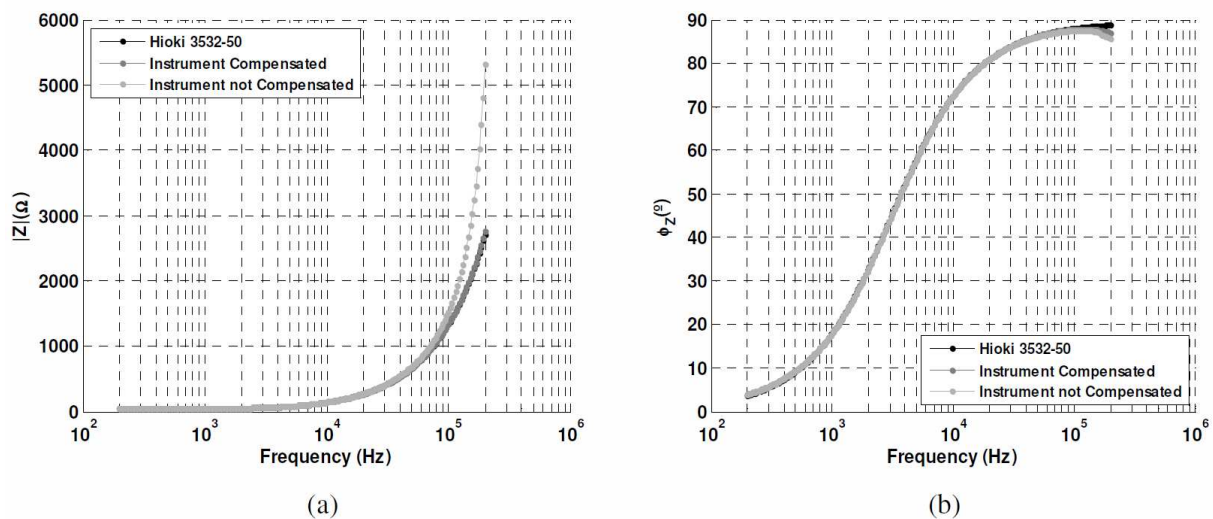 6000
5000
4000
3000
2000
1000
0
|Z|(Ω)
Hioki 3532-50
Instrument Compensated
Instrument not Compensated
10² 10³ 10⁴ 10⁵ 10⁶
Frequency (Hz)
(a)
90
80
70
60
50
40
30
20
10
0
ϕZ(º)
Hioki 3532-50
Instrument Compensated
Instrument not Compensated
10² 10³ 10⁴ 10⁵ 10⁶
Frequency (Hz)
(b)